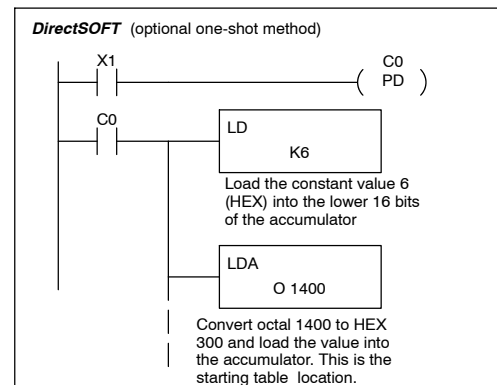 DirectSOFT (optional one-shot method)
X1
C0
PD
C0
LD
K6
Load the constant value 6
(HEX) into the lower 16 bits
of the accumulator
LDA
O 1400
Convert octal 1400 to HEX
300 and load the value into
the accumulator. This is the
starting table location.